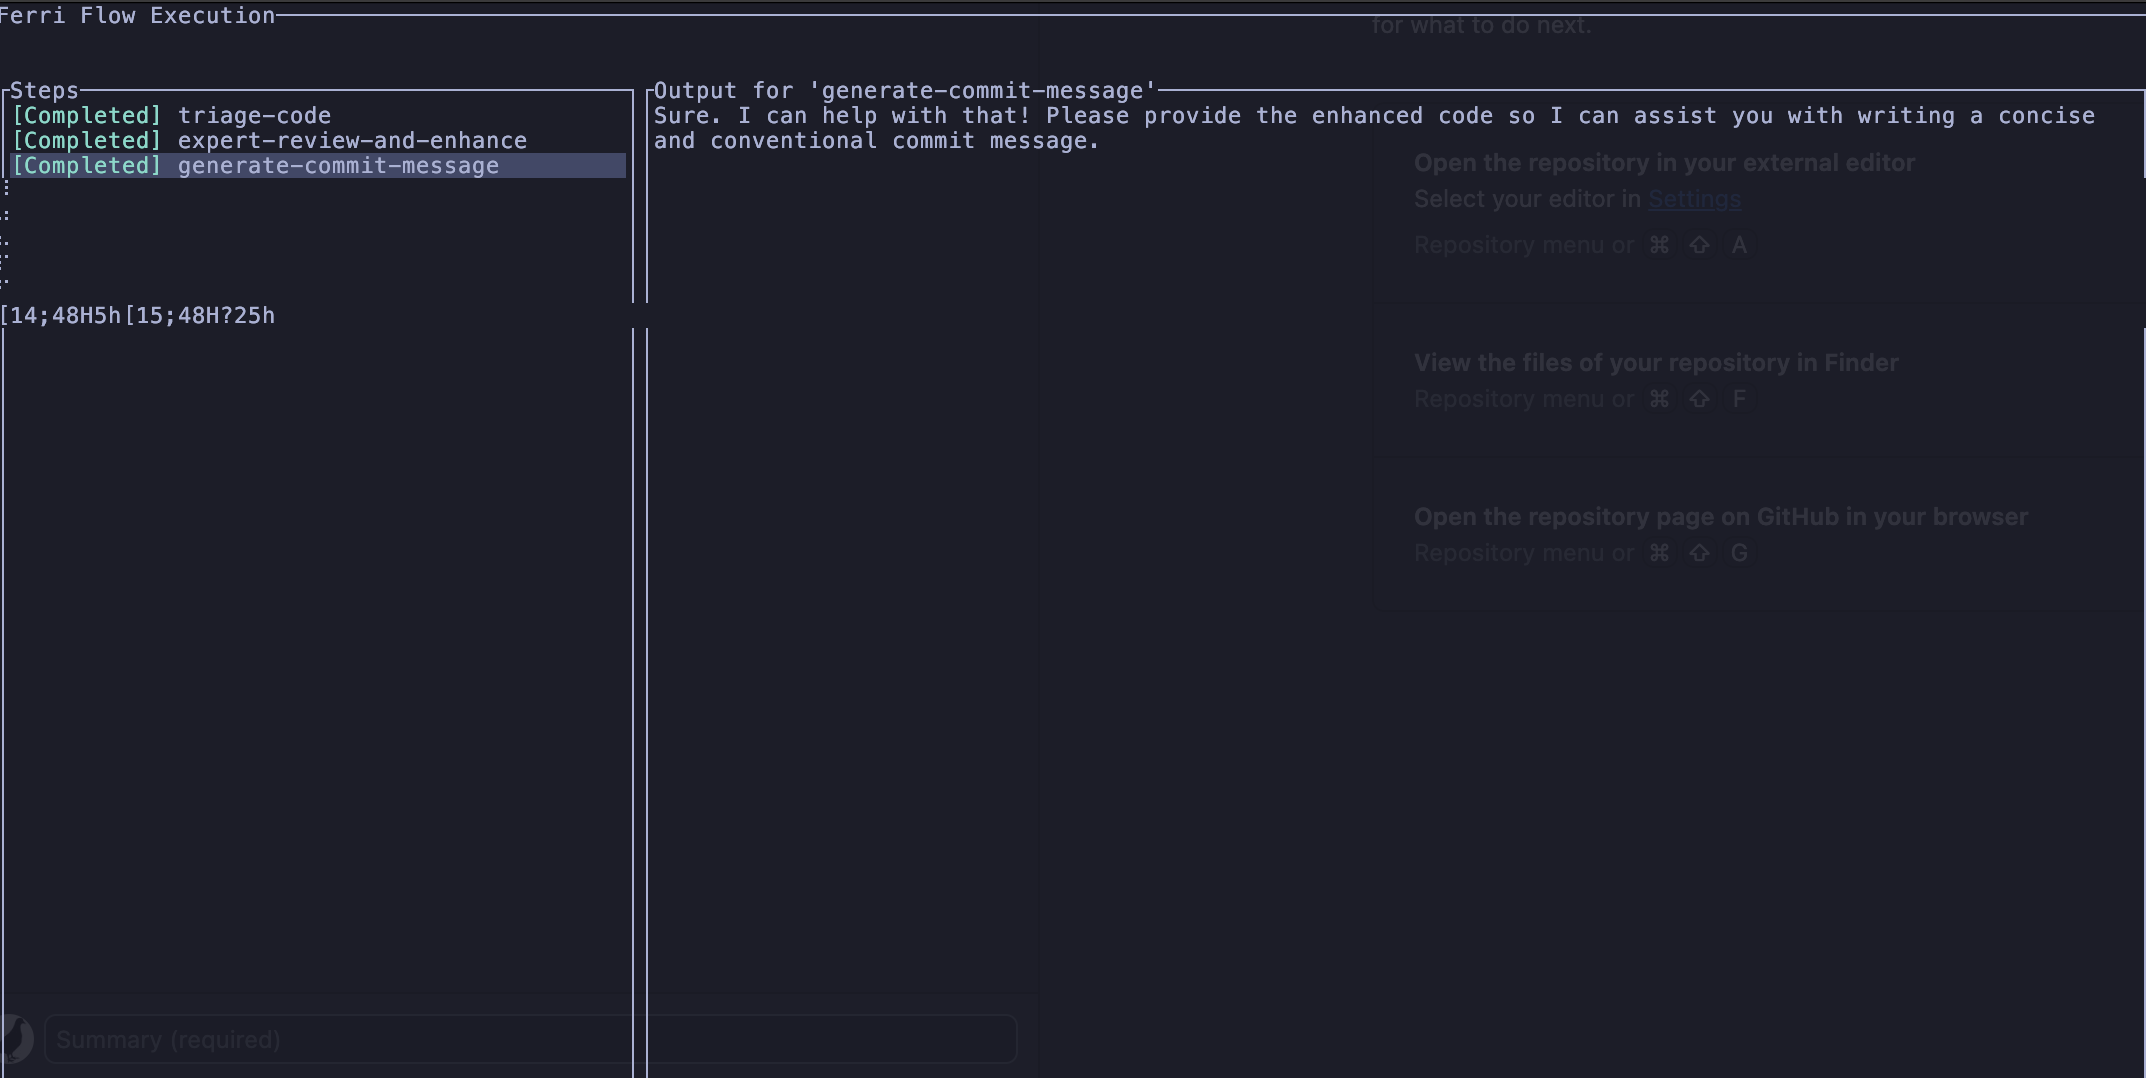 Ferri Flow Execution
for what to do next.
Steps
[Completed] triage-code
[Completed] expert-review-and-enhance
[Completed] generate-commit-message
[14;48H5h[15;48H?25h
Output for 'generate-commit-message'
Sure. I can help with that! Please provide the enhanced code so I can assist you with writing a concise
and conventional commit message.
Open the repository in your external editor
Select your editor in Settings
Repository menu or ⌘ ⇧ A
View the files of your repository in Finder
Repository menu or ⌘ ⇧ F
Open the repository page on GitHub in your browser
Repository menu or ⌘ ⇧ G
Summary (required)